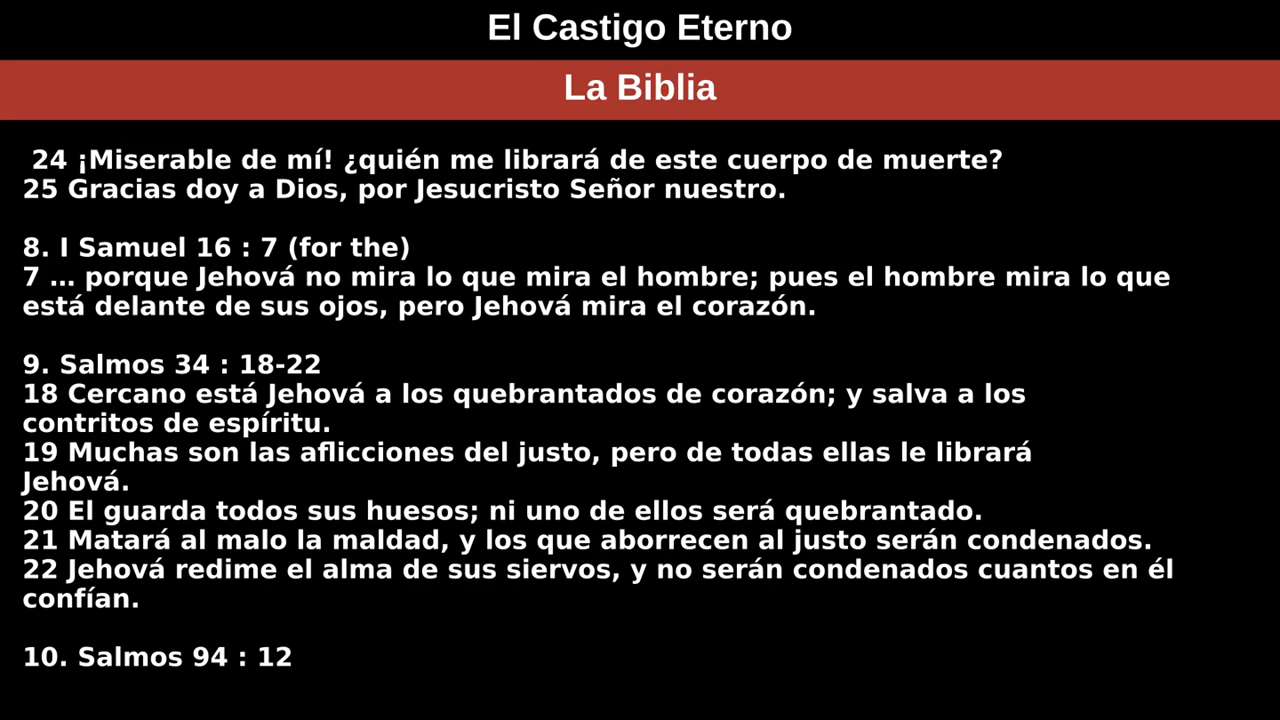 El Castigo Eterno
La Biblia
24 ¡Miserable de mí! ¿quién me librará de este cuerpo de muerte?
25 Gracias doy a Dios, por Jesucristo Señor nuestro.
8. I Samuel 16 : 7 (for the)
7 … porque Jehová no mira lo que mira el hombre; pues el hombre mira lo que
está delante de sus ojos, pero Jehová mira el corazón.
9. Salmos 34 : 18-22
18 Cercano está Jehová a los quebrantados de corazón; y salva a los
contritos de espíritu.
19 Muchas son las aflicciones del justo, pero de todas ellas le librará
Jehová.
20 El guarda todos sus huesos; ni uno de ellos será quebrantado.
21 Matará al malo la maldad, y los que aborrecen al justo serán condenados.
22 Jehová redime el alma de sus siervos, y no serán condenados cuantos en él
confían.
10. Salmos 94 : 12